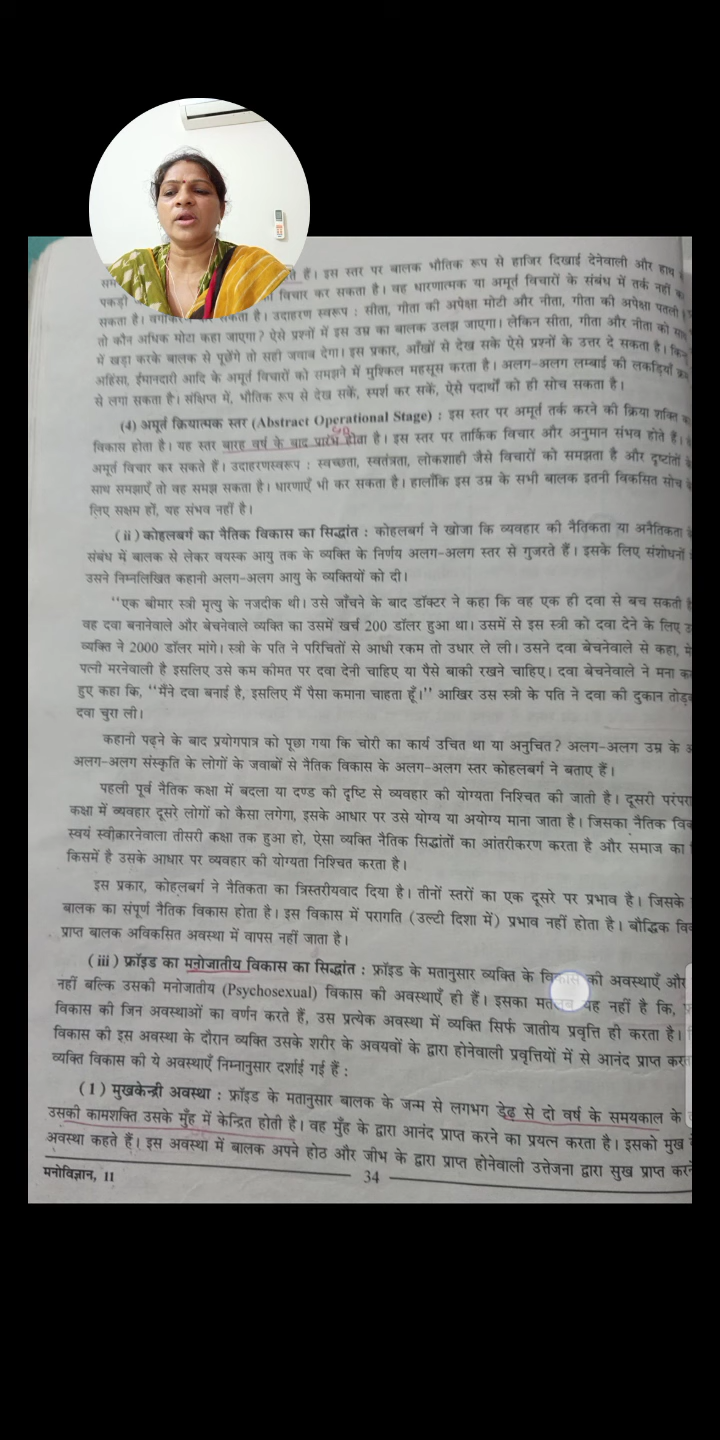 ते हैं। इस स्तर पर बालक भौतिक रूप से हाजिर दिखाई देनेवाली और हाथ
पकड़ी विचार कर सकता है। वह धारणात्मक या अमूर्त विचारों के संबंध में तर्क नहीं
सकता है। वर्गीकरण सकता है। उदाहरण स्वरूप : सीता, गीता की अपेक्षा मोटी और नीता, गीता की अपेक्षा पतली
तो कौन अधिक मोटा कहा जाएगा? ऐसे प्रश्नों में इस उम्र का बालक उलझ जाएगा। लेकिन सीता, गीता और नीता को
में खड़ा करके बालक से पूछेंगे तो सही जवाब देगा। इस प्रकार, आँखों से देख सके ऐसे प्रश्नों के उत्तर दे सकता है।
अहिंसा, ईमानदारी आदि के अमूर्त विचारों को समझने में मुश्किल महसूस करता है। अलग-अलग लम्बाई की लकड़ियाँ
से लगा सकता है। संक्षिप्त में, भौतिक रूप से देख सकें, स्पर्श कर सकें, ऐसे पदार्थों को ही सोच सकता है।
(4) अमूर्त क्रियात्मक स्तर (Abstract Operational Stage) : इस स्तर पर अमूर्त तर्क करने की क्रिया शक्ति
विकास होता है। यह स्तर बारह वर्ष के बाद प्रारंभ होता है। इस स्तर पर तार्किक विचार और अनुमान संभव होते हैं।
अमूर्त विचार कर सकते हैं। उदाहरणस्वरूप : स्वच्छता, स्वतंत्रता, लोकशाही जैसे विचारों को समझता है और दृष्टांतों
साथ समझाएँ तो वह समझ सकता है। धारणाएँ भी कर सकता है। हालाँकि इस उम्र के सभी बालक इतनी विकसित सोच
लिए सक्षम हों, यह संभव नहीं है।
(ii) कोहलबर्ग का नैतिक विकास का सिद्धांत : कोहलबर्ग ने खोजा कि व्यवहार की नैतिकता या अनैतिकता
संबंध में बालक से लेकर वयस्क आयु तक के व्यक्ति के निर्णय अलग-अलग स्तर से गुजरते हैं। इसके लिए संशोधनों
उसने निम्नलिखित कहानी अलग-अलग आयु के व्यक्तियों को दी।
“एक बीमार स्त्री मृत्यु के नजदीक थी। उसे जाँचने के बाद डॉक्टर ने कहा कि वह एक ही दवा से बच सकती
वह दवा बनानेवाले और बेचनेवाले व्यक्ति का उसमें खर्च 200 डॉलर हुआ था। उसमें से इस स्त्री को दवा देने के लिए
व्यक्ति ने 2000 डॉलर मांगे। स्त्री के पति ने परिचितों से आधी रकम तो उधार ले ली। उसने दवा बेचनेवाले से कहा,
पत्नी मरनेवाली है इसलिए उसे कम कीमत पर दवा देनी चाहिए या पैसे बाकी रखने चाहिए। दवा बेचनेवाले ने मना
हुए कहा कि, “मैंने दवा बनाई है, इसलिए मैं पैसा कमाना चाहता हूँ।” आखिर उस स्त्री के पति ने दवा की दुकान
दवा चुरा ली।
कहानी पढ़ने के बाद प्रयोगपात्र को पूछा गया कि चोरी का कार्य उचित था या अनुचित? अलग-अलग उम्र के
अलग-अलग संस्कृति के लोगों के जवाबों से नैतिक विकास के अलग-अलग स्तर कोहलबर्ग ने बताए हैं।
पहली पूर्व नैतिक कक्षा में बदला या दण्ड की दृष्टि से व्यवहार की योग्यता निश्चित की जाती है। दूसरी
कक्षा में व्यवहार दूसरे लोगों को कैसा लगेगा, इसके आधार पर उसे योग्य या अयोग्य माना जाता है। जिसका नैतिक
स्वयं स्वीकारनेवाला तीसरी कक्षा तक हुआ हो, ऐसा व्यक्ति नैतिक सिद्धांतों का आंतरीकरण करता है और समाज का
किसमें है उसके आधार पर व्यवहार की योग्यता निश्चित करता है।
इस प्रकार, कोहलबर्ग ने नैतिकता का त्रिस्तरीयवाद दिया है। तीनों स्तरों का एक दूसरे पर प्रभाव है। जिसके
बालक का संपूर्ण नैतिक विकास होता है। इस विकास में परागति (उल्टी दिशा में) प्रभाव नहीं होता है। बौद्धिक
प्राप्त बालक अविकसित अवस्था में वापस नहीं जाता है।
(iii) फ्रॉइड का मनोजातीय विकास का सिद्धांत : फ्रॉइड के मतानुसार व्यक्ति के विकास की अवस्थाएँ और
नहीं बल्कि उसकी मनोजातीय (Psychosexual) विकास की अवस्थाएँ ही हैं। इसका मतलब यह नहीं है कि,
विकास की जिन अवस्थाओं का वर्णन करते हैं, उस प्रत्येक अवस्था में व्यक्ति सिर्फ जातीय प्रवृत्ति ही करता है।
विकास की इस अवस्था के दौरान व्यक्ति उसके शरीर के अवयवों के द्वारा होनेवाली प्रवृत्तियों में से आनंद प्राप्त
व्यक्ति विकास की ये अवस्थाएँ निम्नानुसार दर्शाई गई हैं :
(1) मुखकेन्द्री अवस्था : फ्रॉइड के मतानुसार बालक के जन्म से लगभग डेढ़ से दो वर्ष के समयकाल के
उसकी कामशक्ति उसके मुँह में केन्द्रित होती है। वह मुँह के द्वारा आनंद प्राप्त करने का प्रयत्न करता है। इसको मुख
अवस्था कहते हैं। इस अवस्था में बालक अपने होठ और जीभ के द्वारा प्राप्त होनेवाली उत्तेजना द्वारा सुख प्राप्त
मनोविज्ञान, 11
34